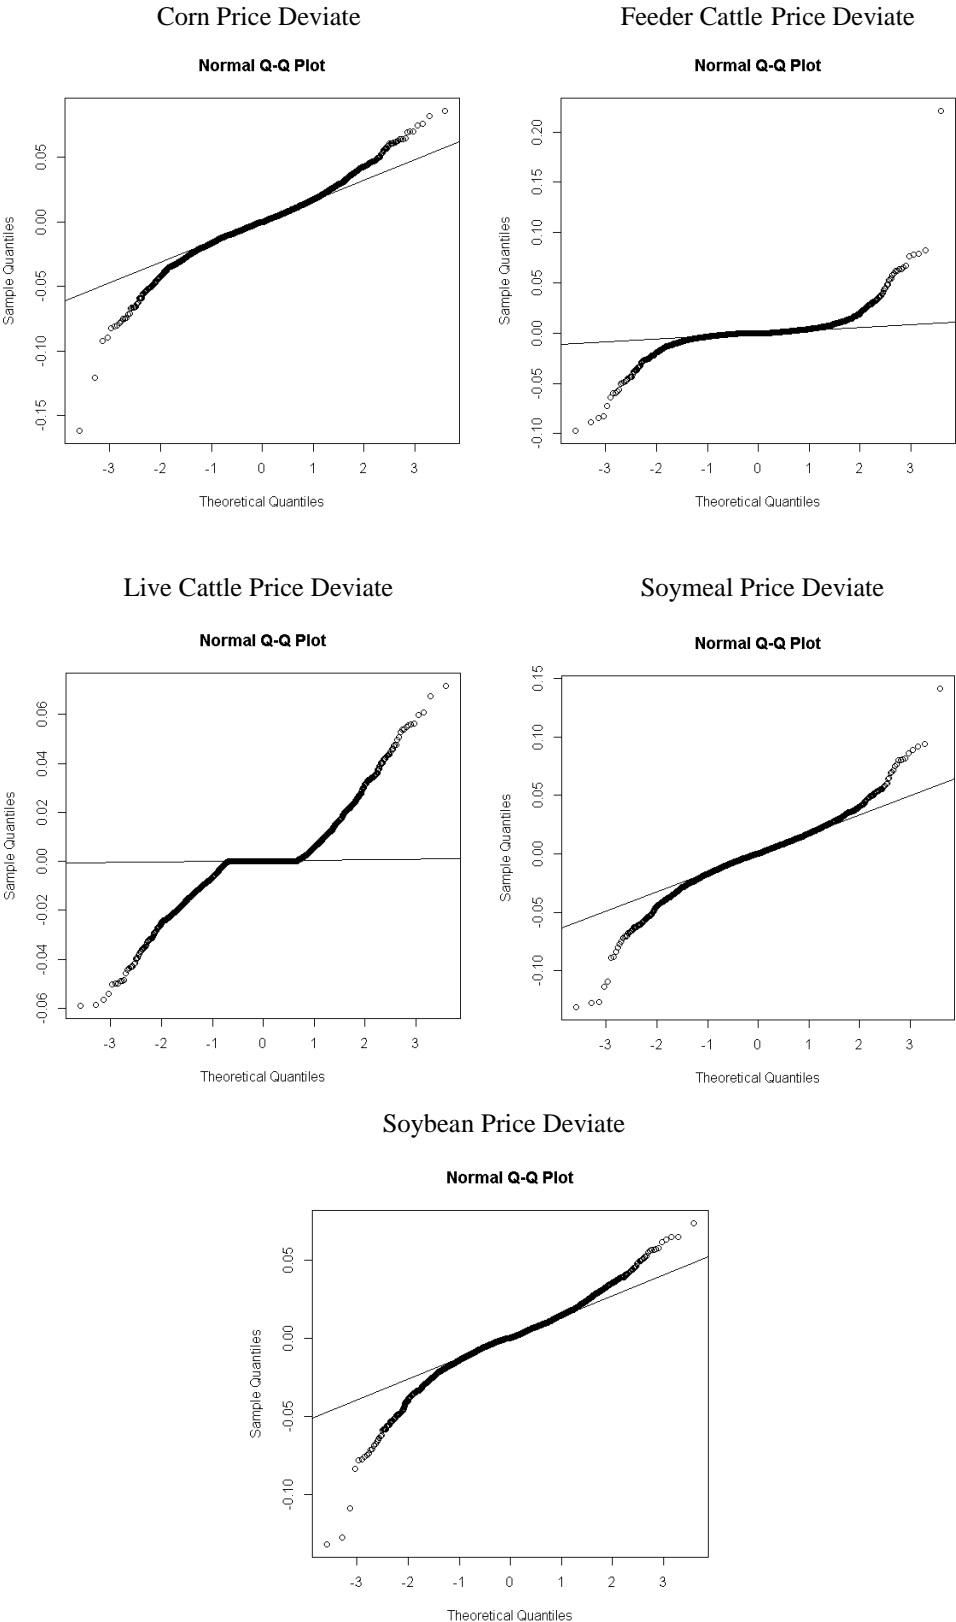 Corn Price Deviate
Normal Q-Q Plot
Sample Quantiles
0.05
0.00
-0.05
-0.10
-0.15
-3 -2 -1 0 1 2 3
Theoretical Quantiles
Feeder Cattle Price Deviate
Normal Q-Q Plot
Sample Quantiles
0.20
0.15
0.10
0.05
0.00
-0.05
-0.10
-3 -2 -1 0 1 2 3
Theoretical Quantiles
Live Cattle Price Deviate
Normal Q-Q Plot
Sample Quantiles
0.06
0.04
0.02
0.00
-0.02
-0.04
-0.06
-3 -2 -1 0 1 2 3
Theoretical Quantiles
Soymeal Price Deviate
Normal Q-Q Plot
Sample Quantiles
0.15
0.10
0.05
0.00
-0.05
-0.10
-3 -2 -1 0 1 2 3
Theoretical Quantiles
Soybean Price Deviate
Normal Q-Q Plot
Sample Quantiles
0.05
0.00
-0.05
-0.10
-3 -2 -1 0 1 2 3
Theoretical Quantiles